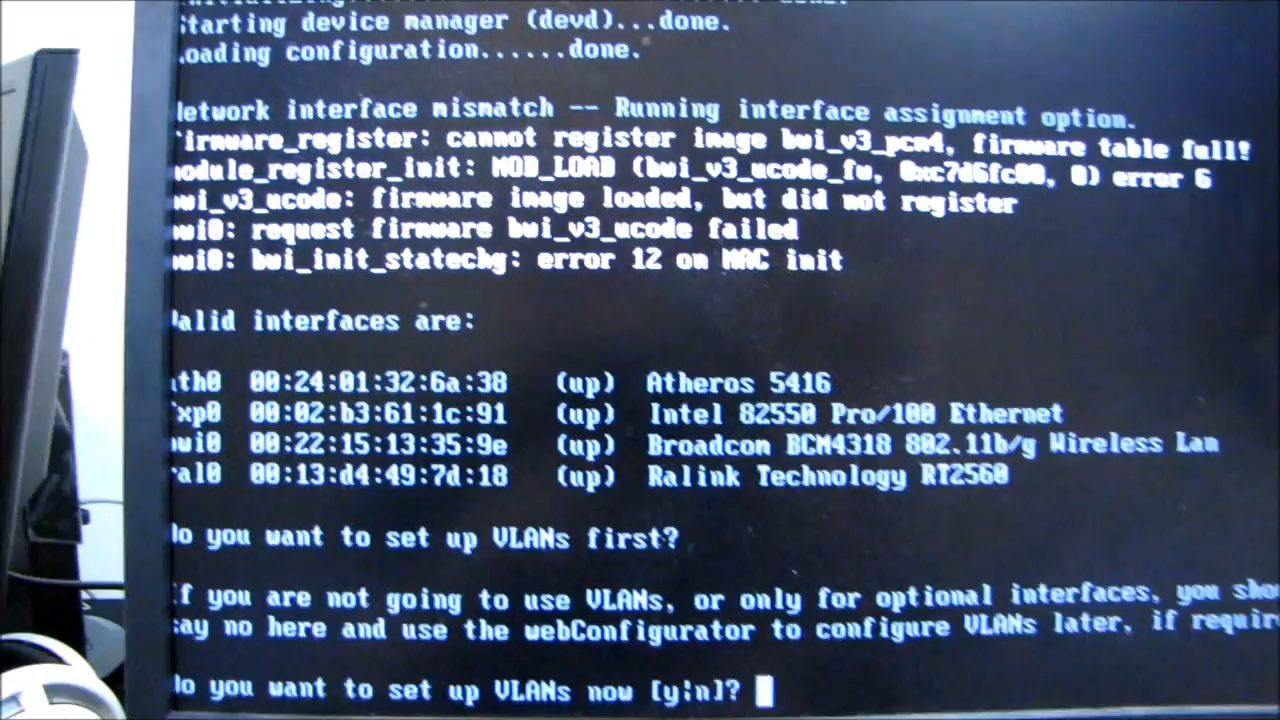 Starting device manager (devd)...done.
Loading configuration......done.
Network interface mismatch -- Running interface assignment option.
firmware_register: cannot register image bwi_v3_pcm4, firmware table full!
module_register_init: MOD_LOAD (bwi_v3_ucode_fw, 0xc7d6fc00, 0) error 6
bwi_v3_ucode: firmware image loaded, but did not register
bwi0: request firmware bwi_v3_ucode failed
bwi0: bwi_init_statechg: error 12 on MAC init
Valid interfaces are:
ath0 00:24:01:32:6a:38 (up) Atheros 5416
fxp0 00:02:b3:61:1c:91 (up) Intel 82550 Pro/100 Ethernet
bwi0 00:22:15:13:35:9e (up) Broadcom BCM4318 802.11b/g Wireless Lan
ral0 00:13:d4:49:7d:18 (up) Ralink Technology RT2560
Do you want to set up VLANs first?
If you are not going to use VLANs, or only for optional interfaces, you sho
say no here and use the webConfigurator to configure VLANs later, if requir
Do you want to set up VLANs now [y|n]?